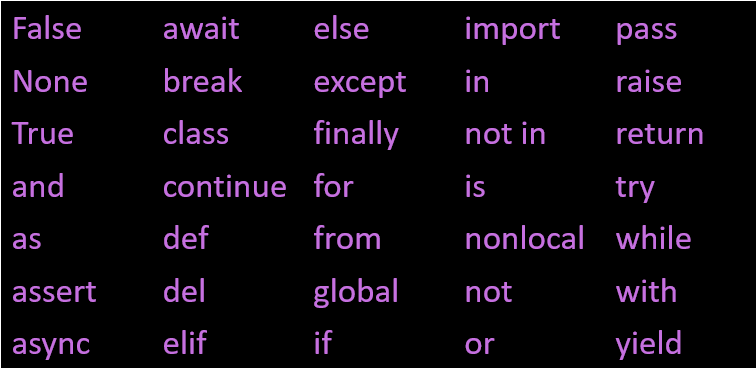 False await else import pass
None break except in raise
True class finally not in return
and continue for is try
as def from nonlocal while
assert del global not with
async elif if or yield